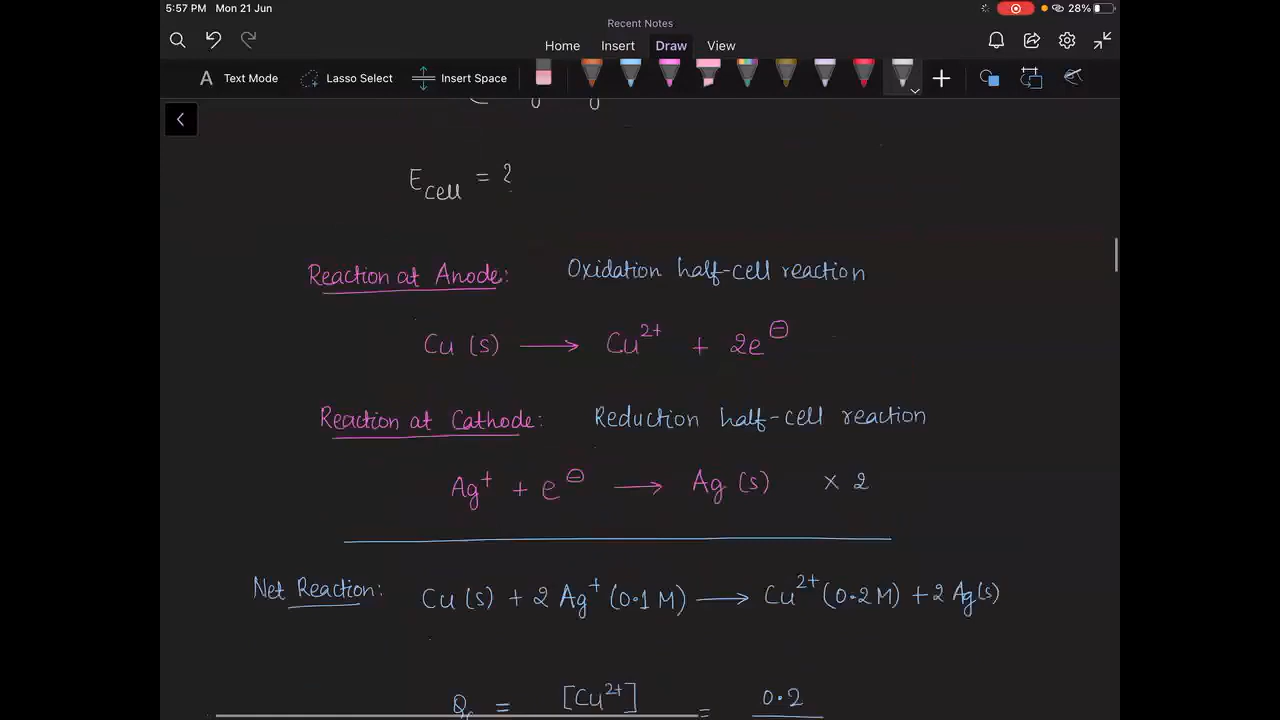 5:57 PM Mon 21 Jun 28%
Recent Notes
Home Insert Draw View
A Text Mode Lasso Select Insert Space
E cell = ?
Reaction at Anode: Oxidation half-cell reaction
Cu (s) ⟶ Cu²⁺ + 2e⊖
Reaction at Cathode: Reduction half-cell reaction
Ag⁺ + e⊖ ⟶ Ag (s) × 2
Net Reaction: Cu (s) + 2 Ag⁺ (0.1 M) ⟶ Cu²⁺ (0.2 M) + 2 Ag (s)
= [Cu²⁺] = 0.2